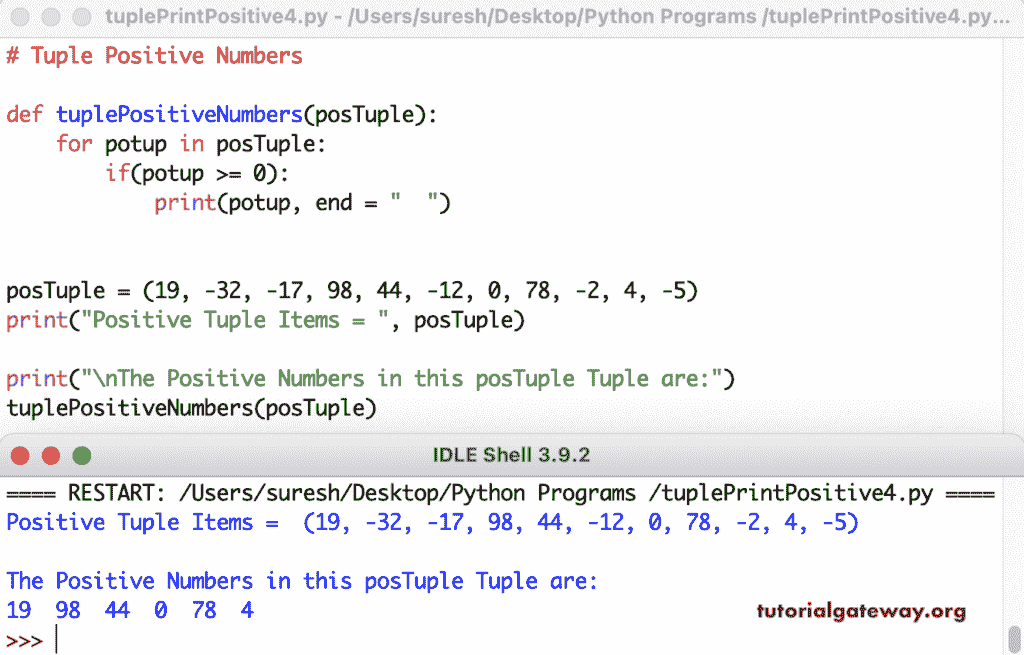 tuplePrintPositive4.py - /Users/suresh/Desktop/Python Programs /tuplePrintPositive4.py...
# Tuple Positive Numbers
def tuplePositiveNumbers(posTuple):
    for potup in posTuple:
        if(potup >= 0):
            print(potup, end = "  ")
posTuple = (19, -32, -17, 98, 44, -12, 0, 78, -2, 4, -5)
print("Positive Tuple Items = ", posTuple)
print("\nThe Positive Numbers in this posTuple Tuple are:")
tuplePositiveNumbers(posTuple)
IDLE Shell 3.9.2
==== RESTART: /Users/suresh/Desktop/Python Programs /tuplePrintPositive4.py ====
Positive Tuple Items =  (19, -32, -17, 98, 44, -12, 0, 78, -2, 4, -5)
The Positive Numbers in this posTuple Tuple are:
19  98  44  0  78  4
tutorialgateway.org
>>>